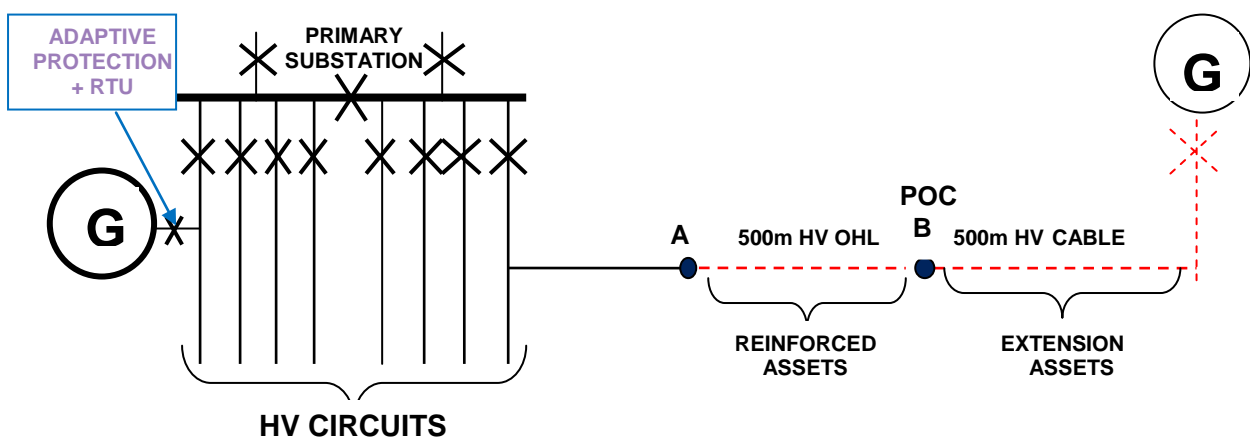 ADAPTIVE
PROTECTION
+ RTU
PRIMARY
SUBSTATION
G
G
A
500m HV OHL
POC
B
500m HV CABLE
REINFORCED
ASSETS
EXTENSION
ASSETS
HV CIRCUITS